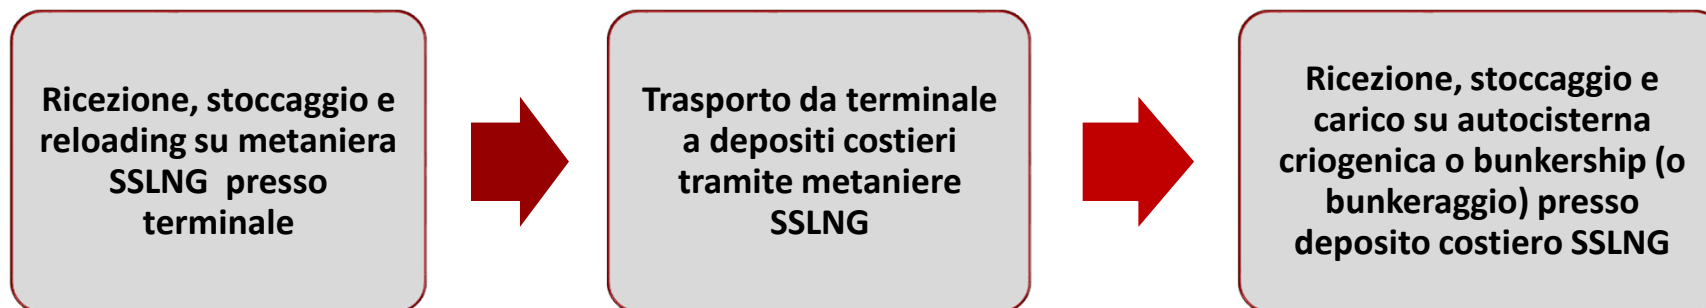 Ricezione, stoccaggio e
reloading su metaniera
SSLNG presso
terminale
Trasporto da terminale
a depositi costieri
tramite metaniere
SSLNG
Ricezione, stoccaggio e
carico su autocisterna
criogenica o bunkership (o
bunkeraggio) presso
deposito costiero SSLNG